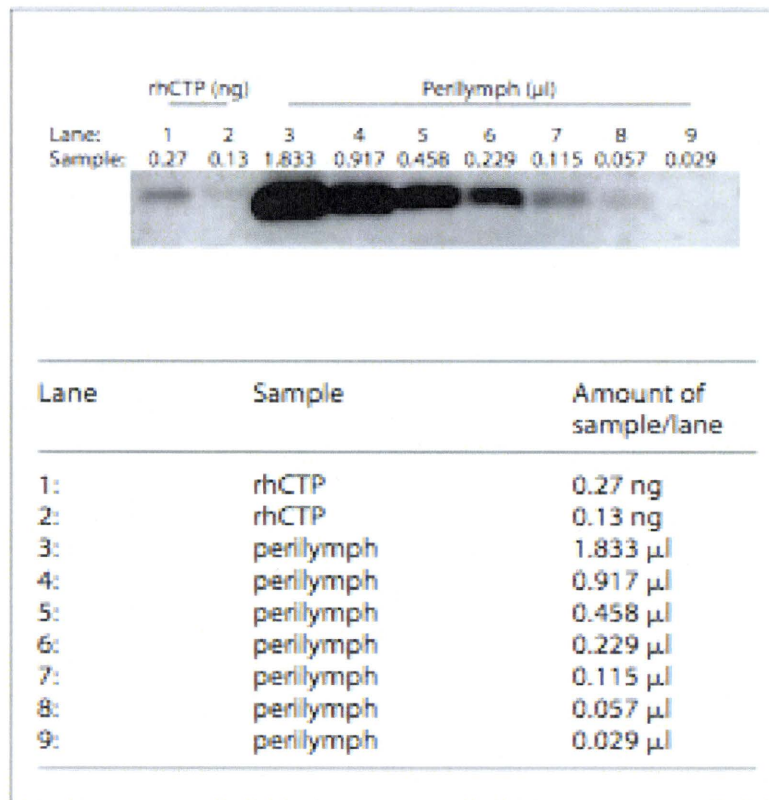 rhCTP (ng) Perilymph (µl)
Lane: 1 2 3 4 5 6 7 8 9
Sample: 0.27 0.13 1.833 0.917 0.458 0.229 0.115 0.057 0.029
Lane Sample Amount of
sample/lane
1: rhCTP 0.27 ng
2: rhCTP 0.13 ng
3: perilymph 1.833 µl
4: perilymph 0.917 µl
5: perilymph 0.458 µl
6: perilymph 0.229 µl
7: perilymph 0.115 µl
8: perilymph 0.057 µl
9: perilymph 0.029 µl